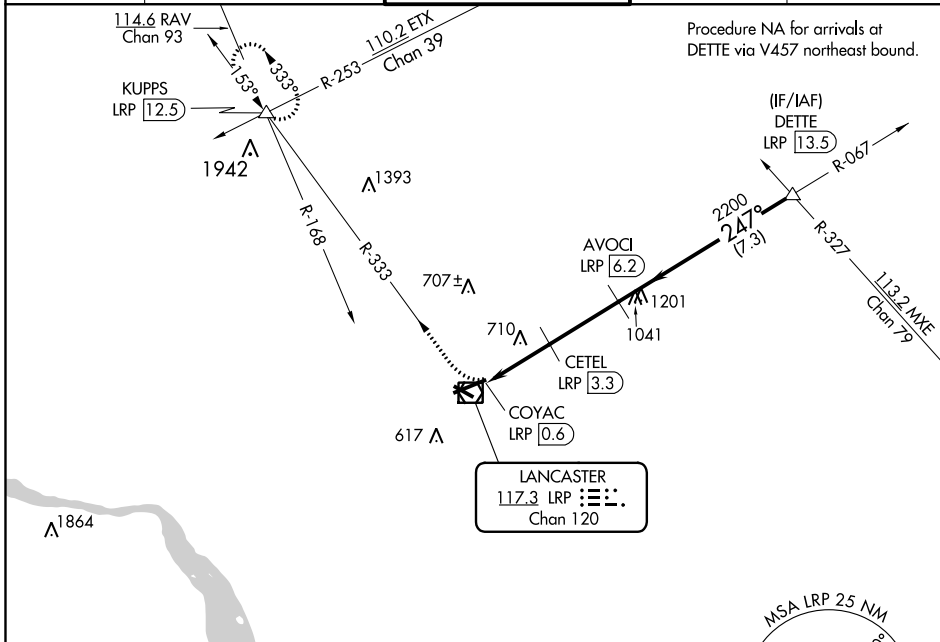 114.6 RAV
Chan 93
110.2 ETX
Chan 39
R-253
Procedure NA for arrivals at
DETTE via V457 northeast bound.
153°
333°
KUPPS
LRP 12.5
1942
1393
(IF/IAF)
DETTE
LRP 13.5
R-067
2200
247°
(7.3)
R-168
R-333
R-327
113.2 MXE
Chan 79
AVOCI
LRP 6.2
707±
1201
1041
710
CETEL
LRP 3.3
COYAC
LRP 0.6
617
LANCASTER
117.3 LRP
Chan 120
1864
MSA LRP 25 NM